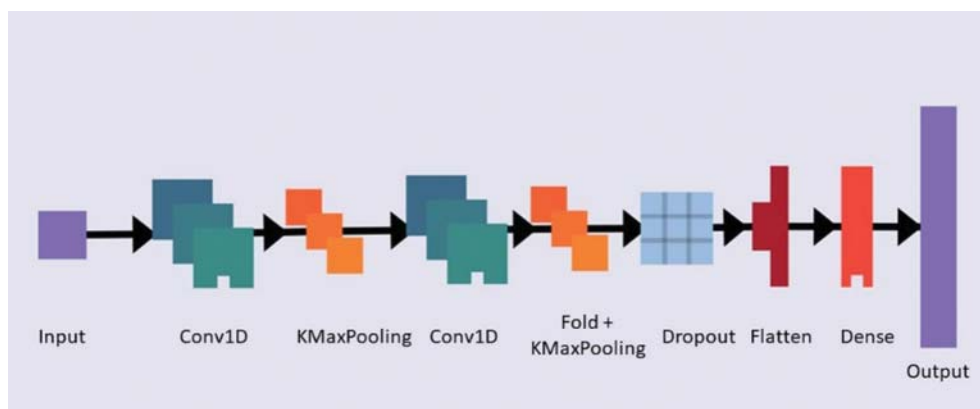 Input
Conv1D
KMaxPooling
Conv1D
Fold +
KMaxPooling
Dropout
Flatten
Dense
Output